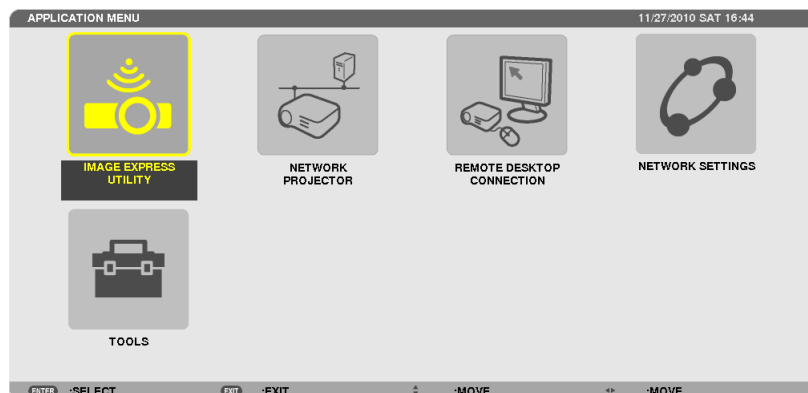 APPLICATION MENU 11/27/2010 SAT 16:44
IMAGE EXPRESS
UTILITY
NETWORK
PROJECTOR
REMOTE DESKTOP
CONNECTION
NETWORK SETTINGS
TOOLS
ENTER :SELECT EXIT :EXIT :MOVE :MOVE